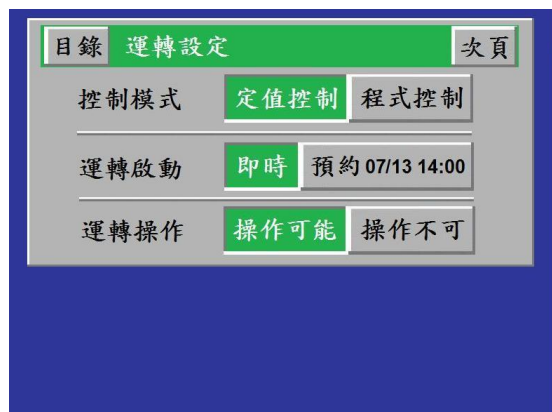 目錄 運轉設定 次頁
控制模式 定值控制 程式控制
運轉啟動 即時 預約 07/13 14:00
運轉操作 操作可能 操作不可